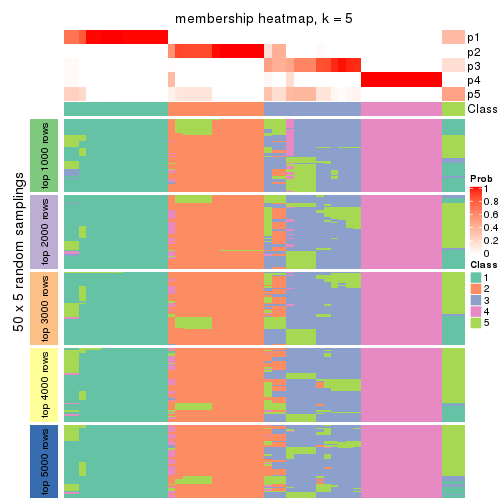 membership heatmap, k = 5
p1
p2
p3
p4
p5
Class
50 x 5 random samplings
top 1000 rows
top 2000 rows
top 3000 rows
top 4000 rows
top 5000 rows
Prob
1
0.8
0.6
0.4
0.2
0
Class
1
2
3
4
5